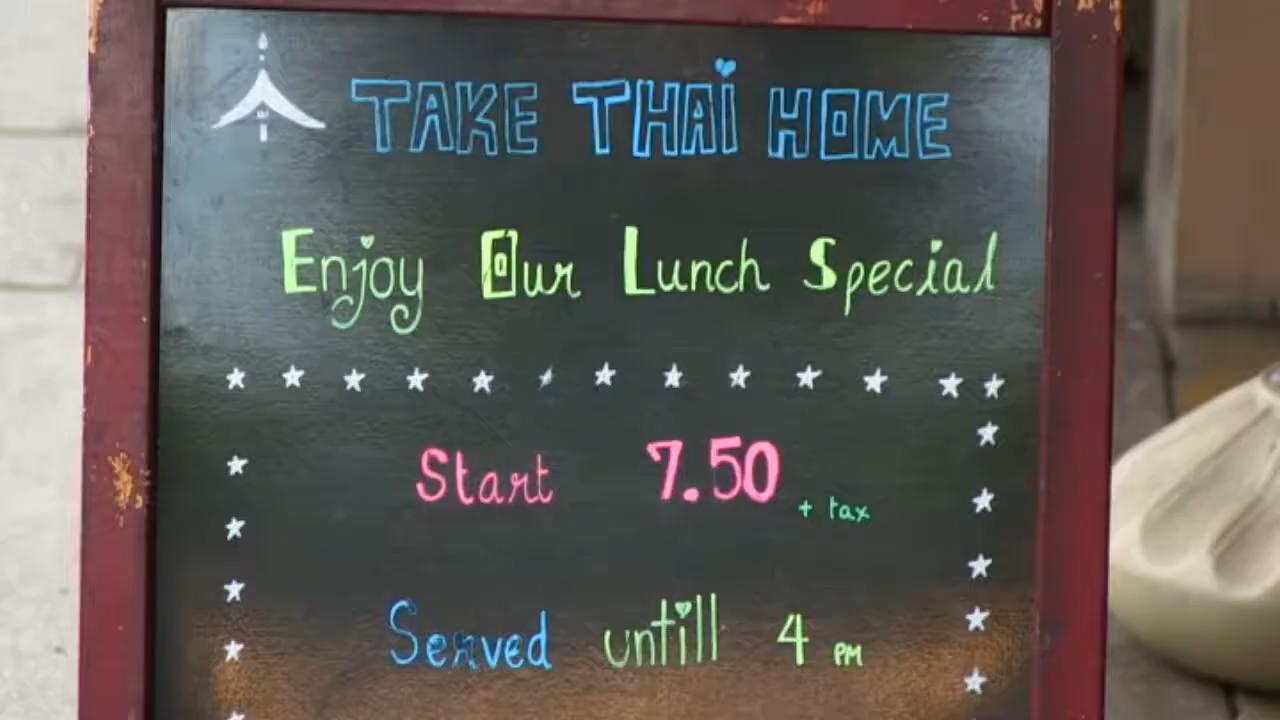 TAKE THAi HOME
Enjoy Our Lunch Special
Start 7.50 + tax
Served untill 4 PM